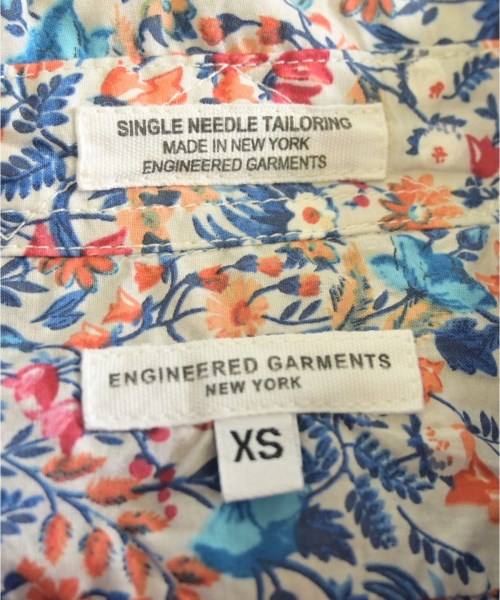 SINGLE NEEDLE TAILORING
MADE IN NEW YORK
ENGINEERED GARMENTS
ENGINEERED GARMENTS
NEW YORK
XS